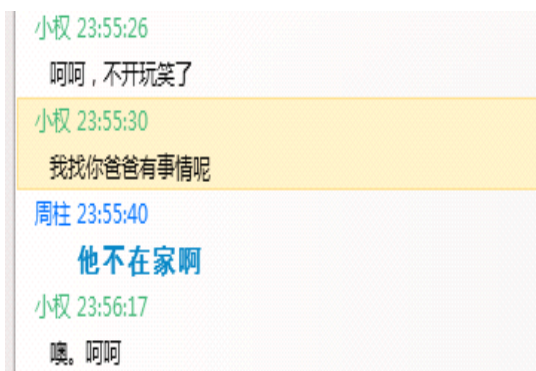 小权 23:55:26
呵呵，不开玩笑了
小权 23:55:30
我找你爸爸有事情呢
周柱 23:55:40
他不在家啊
小权 23:56:17
噢。呵呵